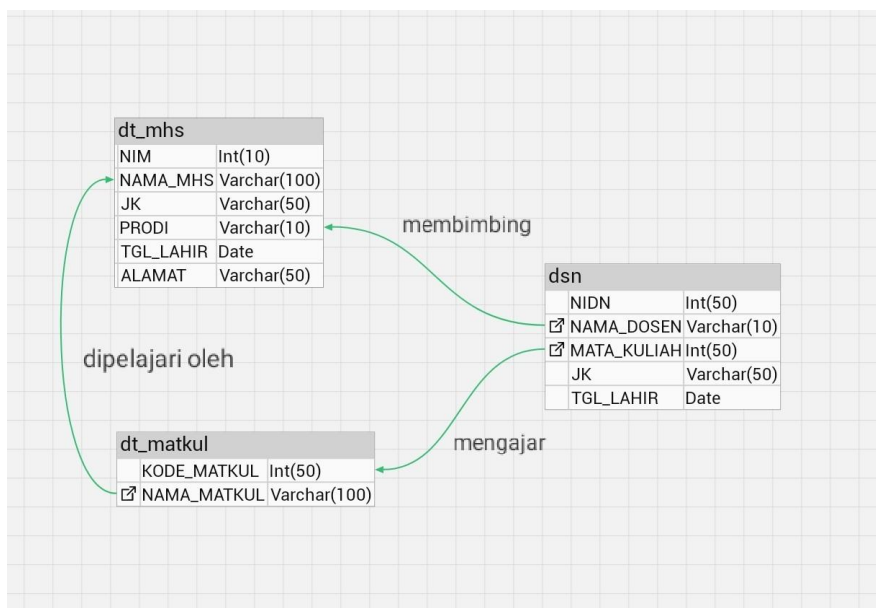 dt_mhs
NIM Int(10)
NAMA_MHS Varchar(100)
JK Varchar(50)
PRODI Varchar(10)
TGL_LAHIR Date
ALAMAT Varchar(50)
membimbing
dsn
NIDN Int(50)
NAMA_DOSEN Varchar(10)
MATA_KULIAH Int(50)
JK Varchar(50)
TGL_LAHIR Date
dipelajari oleh
mengajar
dt_matkul
KODE_MATKUL Int(50)
NAMA_MATKUL Varchar(100)